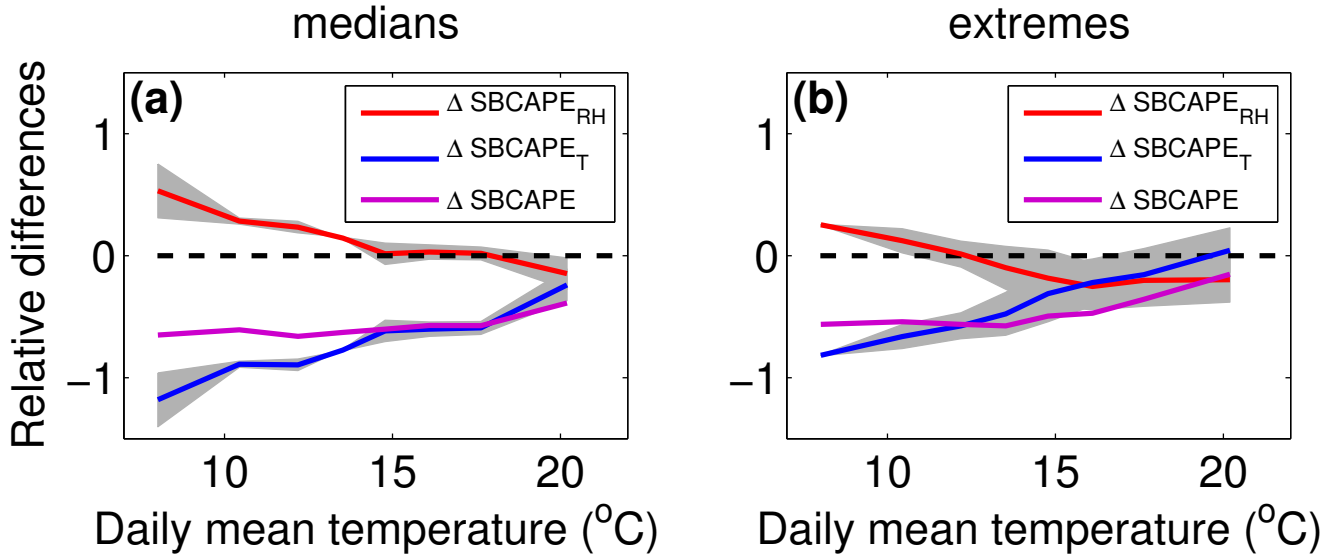 medians
extremes
(a)
Δ SBCAPE_RH
Δ SBCAPE_T
Δ SBCAPE
1
0
−1
Relative differences
10
15
20
Daily mean temperature (°C)
(b)
Δ SBCAPE_RH
Δ SBCAPE_T
Δ SBCAPE
1
0
−1
10
15
20
Daily mean temperature (°C)